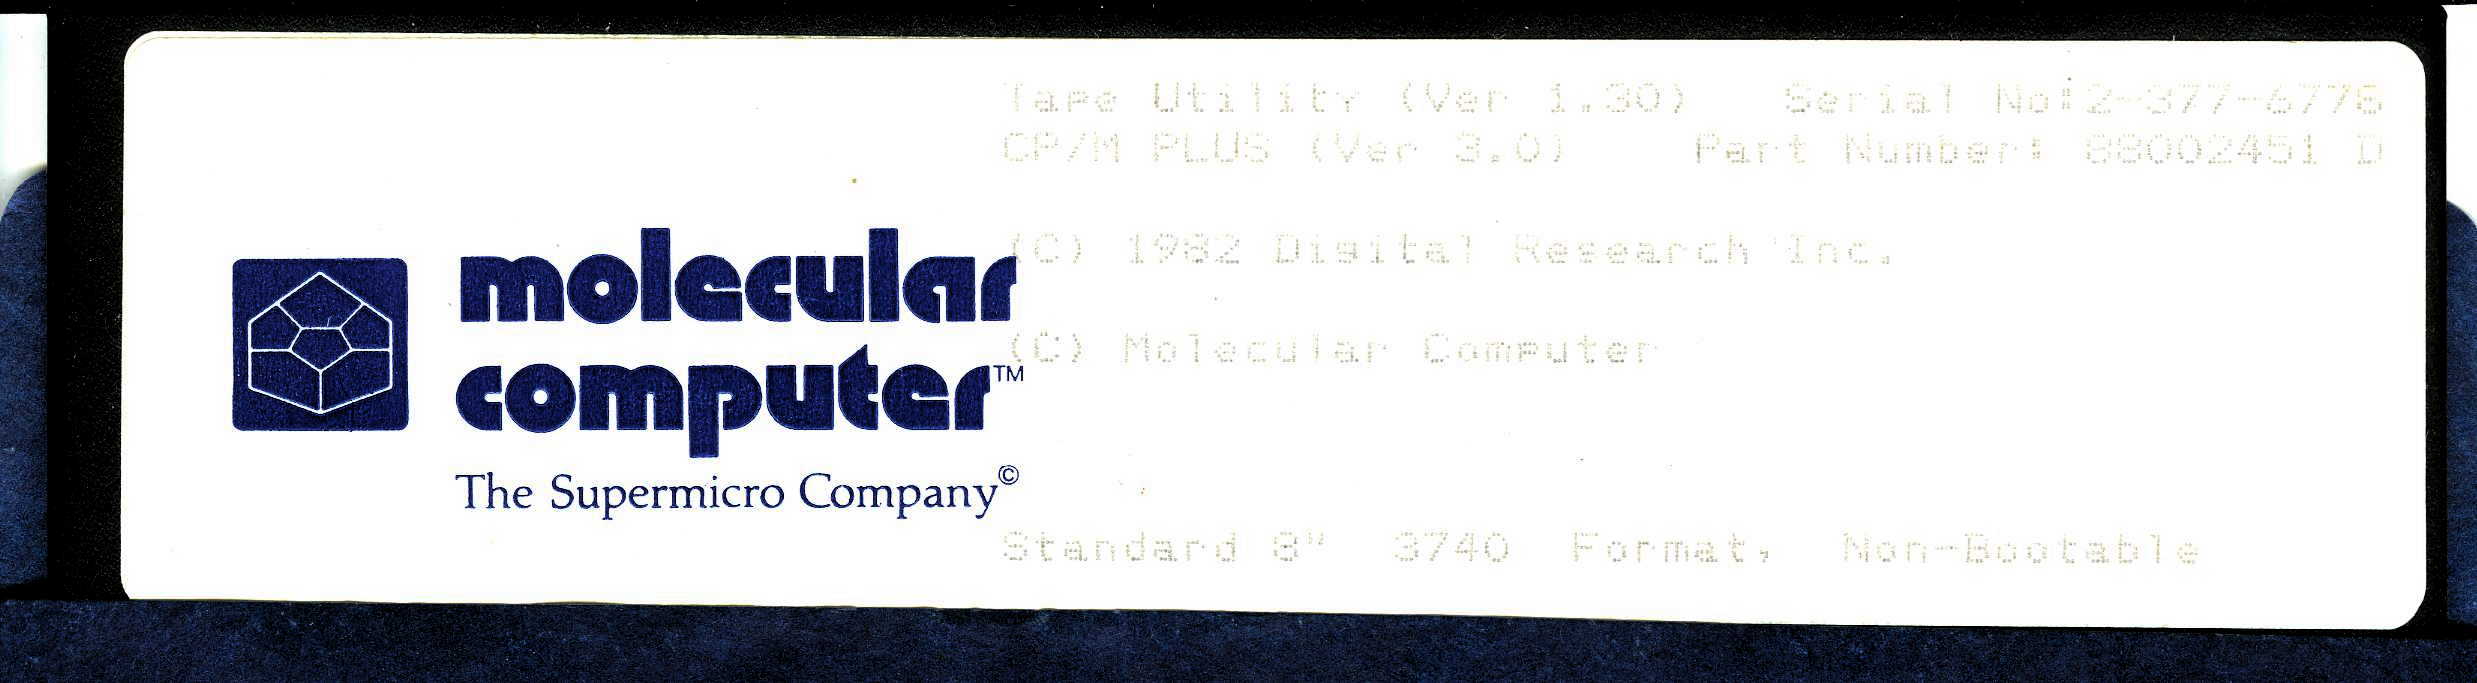 Tape Utility (Ver 1.30) Serial No:2-377-6778
CP/M PLUS (Ver 3.0) Part Number: 88002451 D
(C) 1982 Digital Research Inc.
molecular
(C) Molecular Computer
computer™
The Supermicro Company©
Standard 8" 3740 Format, Non-Bootable